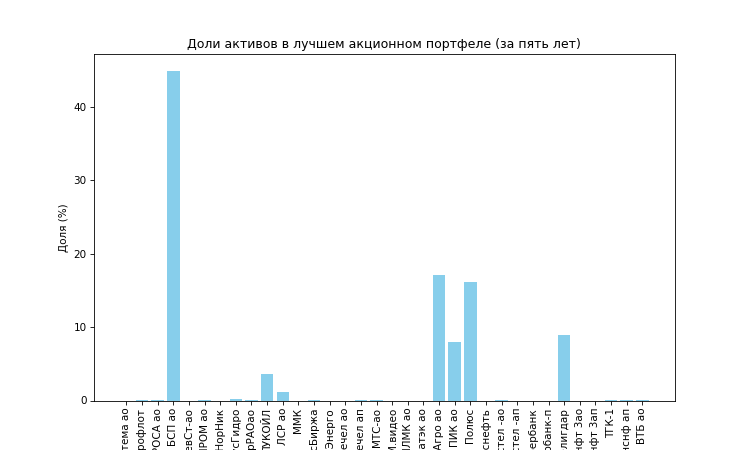 Доли активов в лучшем акционном портфеле (за пять лет)
Доля (%)
40
30
20
10
0
тема ао
рофлот
РОСА ао
БСП ао
евСт-ао
ПРОМ ао
НорНик
сГидро
рРАОао
ЛУКОЙЛ
ЛСР ао
ММК
сБиржа
Энерго
ечел ао
ечел ап
МТС-ао
М.видео
ЛМК ао
атэк ао
Агро ао
ПИК ао
Полюс
снефть
стел -ао
стел -ап
ербанк
рбанк-п
лигдар
нфт 3ао
нфт 3ап
ТГК-1
нснф ап
ВТБ ао